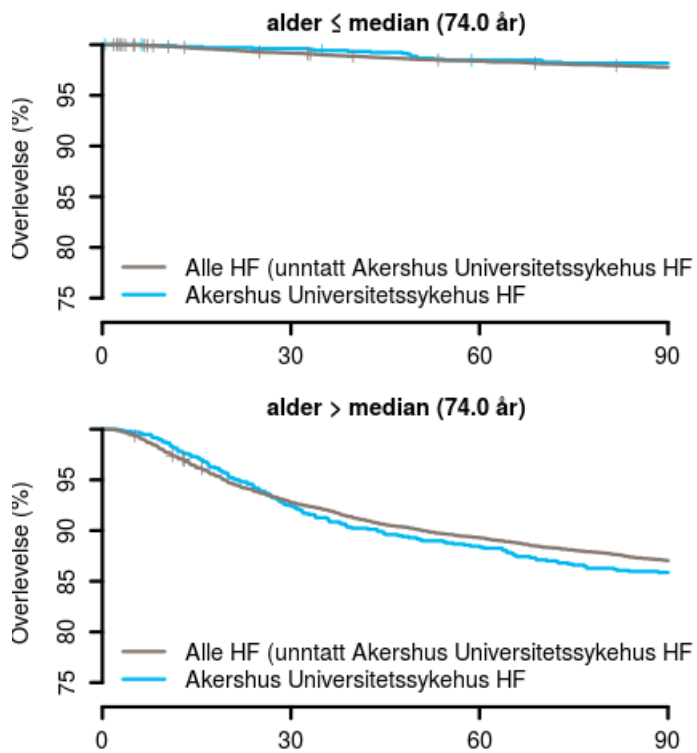 alder ≤ median (74.0 år)
Overlevelse (%)
95
90
85
80
75
Alle HF (unntatt Akershus Universitetssykehus HF
Akershus Universitetssykehus HF
0 30 60 90
alder > median (74.0 år)
Overlevelse (%)
95
90
85
80
75
Alle HF (unntatt Akershus Universitetssykehus HF
Akershus Universitetssykehus HF
0 30 60 90